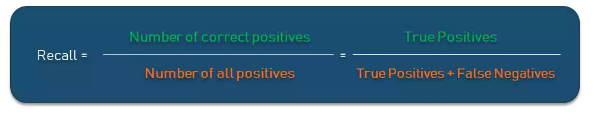 Number of correct positives True Positives
Recall = =
Number of all positives True Positives + False Negatives